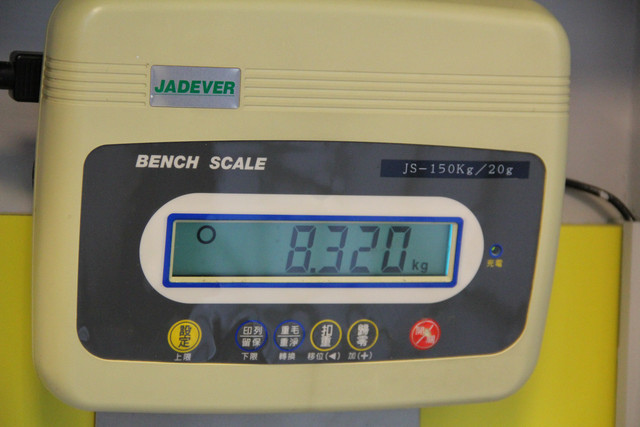 JADEVER
BENCH SCALE
JS-150Kg/20g
8.320 kg
充電
設定
上層
印列
留保
下限
重毛
重淨
轉換
扣重
移位(◀)
歸零
加(+)